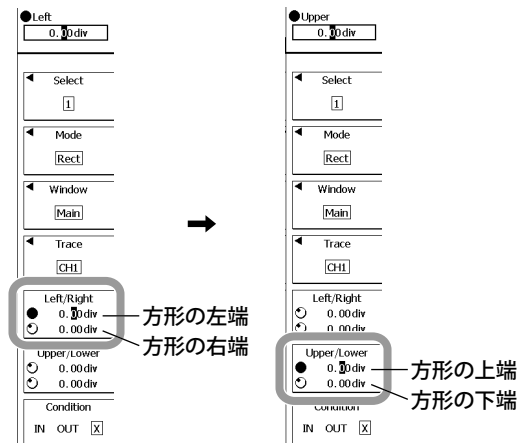 Left
0.00div
Select
1
Mode
Rect
Window
Main
Trace
CH1
Left/Right
0.00div
0.00div
Upper/Lower
0.00div
0.00div
Condition
IN OUT X
方形の左端
方形の右端
Upper
0.00div
Select
1
Mode
Rect
Window
Main
Trace
CH1
Left/Right
0.00div
0.00div
Upper/Lower
0.00div
0.00div
Condition
IN OUT X
方形の上端
方形の下端